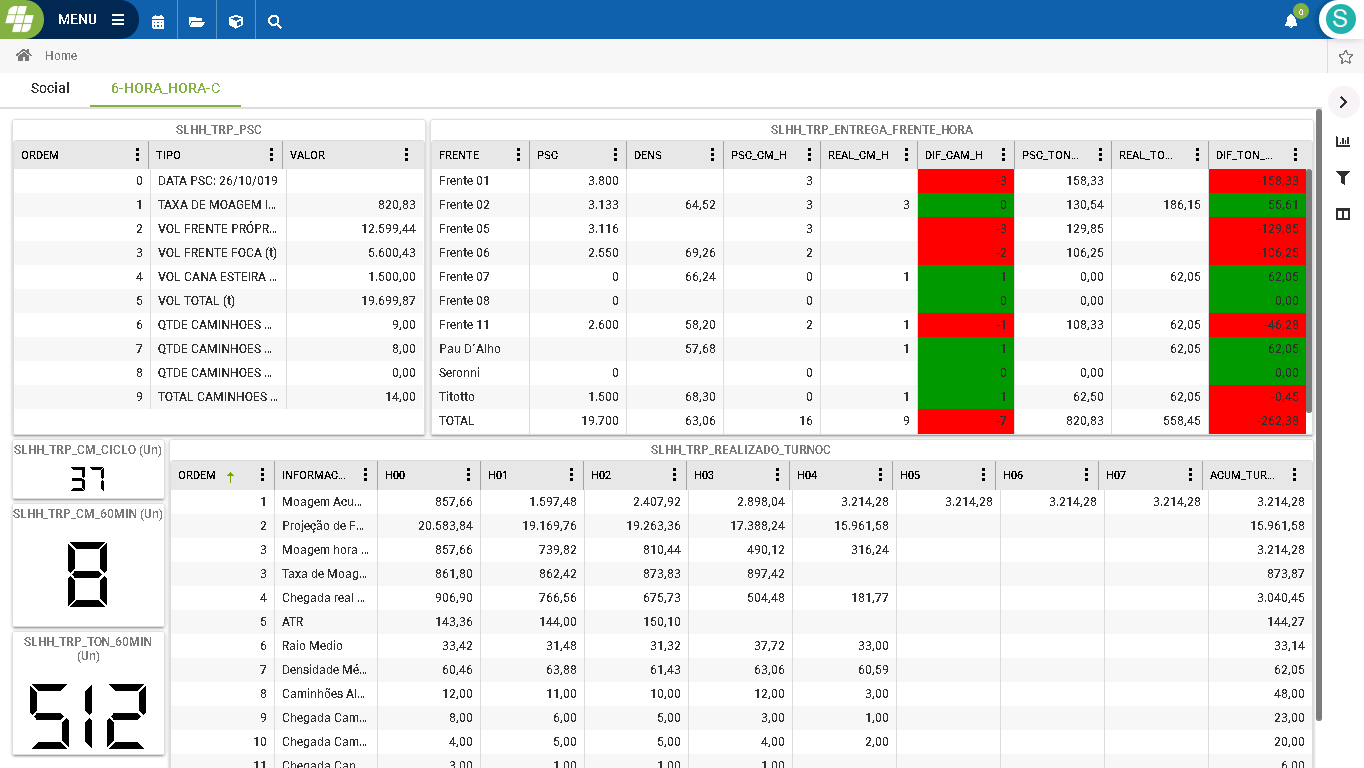 MENU
0
S
Home
Social 6-HORA_HORA-C
SLHH_TRP_PSC
ORDEM TIPO VALOR
0 DATA PSC: 26/10/019
1 TAXA DE MOAGEM I... 820,83
2 VOL FRENTE PRÓPR... 12.599,44
3 VOL FRENTE FOCA (t) 5.600,43
4 VOL CANA ESTEIRA ... 1.500,00
5 VOL TOTAL (t) 19.699,87
6 QTDE CAMINHOES ... 9,00
7 QTDE CAMINHOES ... 8,00
8 QTDE CAMINHOES ... 0,00
9 TOTAL CAMINHOES ... 14,00
SLHH_TRP_ENTREGA_FRENTE_HORA
FRENTE PSC DENS PSC_CM_H REAL_CM_H DIF_CAM_H PSC_TON... REAL_TO... DIF_TON_...
Frente 01 3.800 3 -3 158,33 -158,33
Frente 02 3.133 64,52 3 3 0 130,54 186,15 55,61
Frente 05 3.116 3 -3 129,85 -129,85
Frente 06 2.550 69,26 2 -2 106,25 -106,25
Frente 07 0 66,24 0 1 1 0,00 62,05 62,05
Frente 08 0 0 0 0,00 0,00
Frente 11 2.600 58,20 2 1 -1 108,33 62,05 -46,28
Pau D´Alho 57,68 1 1 62,05 62,05
Seronni 0 0 0,00 0,00
Titotto 1.500 68,30 0 1 1 62,50 62,05 -0,45
TOTAL 19.700 63,06 16 9 -7 820,83 558,45 -262,38
SLHH_TRP_CM_CICLO (Un)
37
SLHH_TRP_CM_60MIN (Un)
8
SLHH_TRP_TON_60MIN
(Un)
512
SLHH_TRP_REALIZADO_TURNOC
ORDEM INFORMAC... H00 H01 H02 H03 H04 H05 H06 H07 ACUM_TUR...
1 Moagem Acu... 857,66 1.597,48 2.407,92 2.898,04 3.214,28 3.214,28 3.214,28 3.214,28 3.214,28
2 Projeção de F... 20.583,84 19.169,76 19.263,36 17.388,24 15.961,58 15.961,58
3 Moagem hora ... 857,66 739,82 810,44 490,12 316,24 3.214,28
3 Taxa de Moag... 861,80 862,42 873,83 897,42 873,87
4 Chegada real ... 906,90 766,56 675,73 504,48 181,77 3.040,45
5 ATR 143,36 144,00 150,10 144,27
6 Raio Medio 33,42 31,48 31,32 37,72 33,00 33,14
7 Densidade Mé... 60,46 63,88 61,43 63,06 60,59 62,05
8 Caminhões Al... 12,00 11,00 10,00 12,00 3,00 48,00
9 Chegada Cam... 8,00 6,00 5,00 3,00 1,00 23,00
10 Chegada Cam... 4,00 5,00 5,00 4,00 2,00 20,00
11 Chegada Can... 3,00 1,00 1,00 1,00 6,00